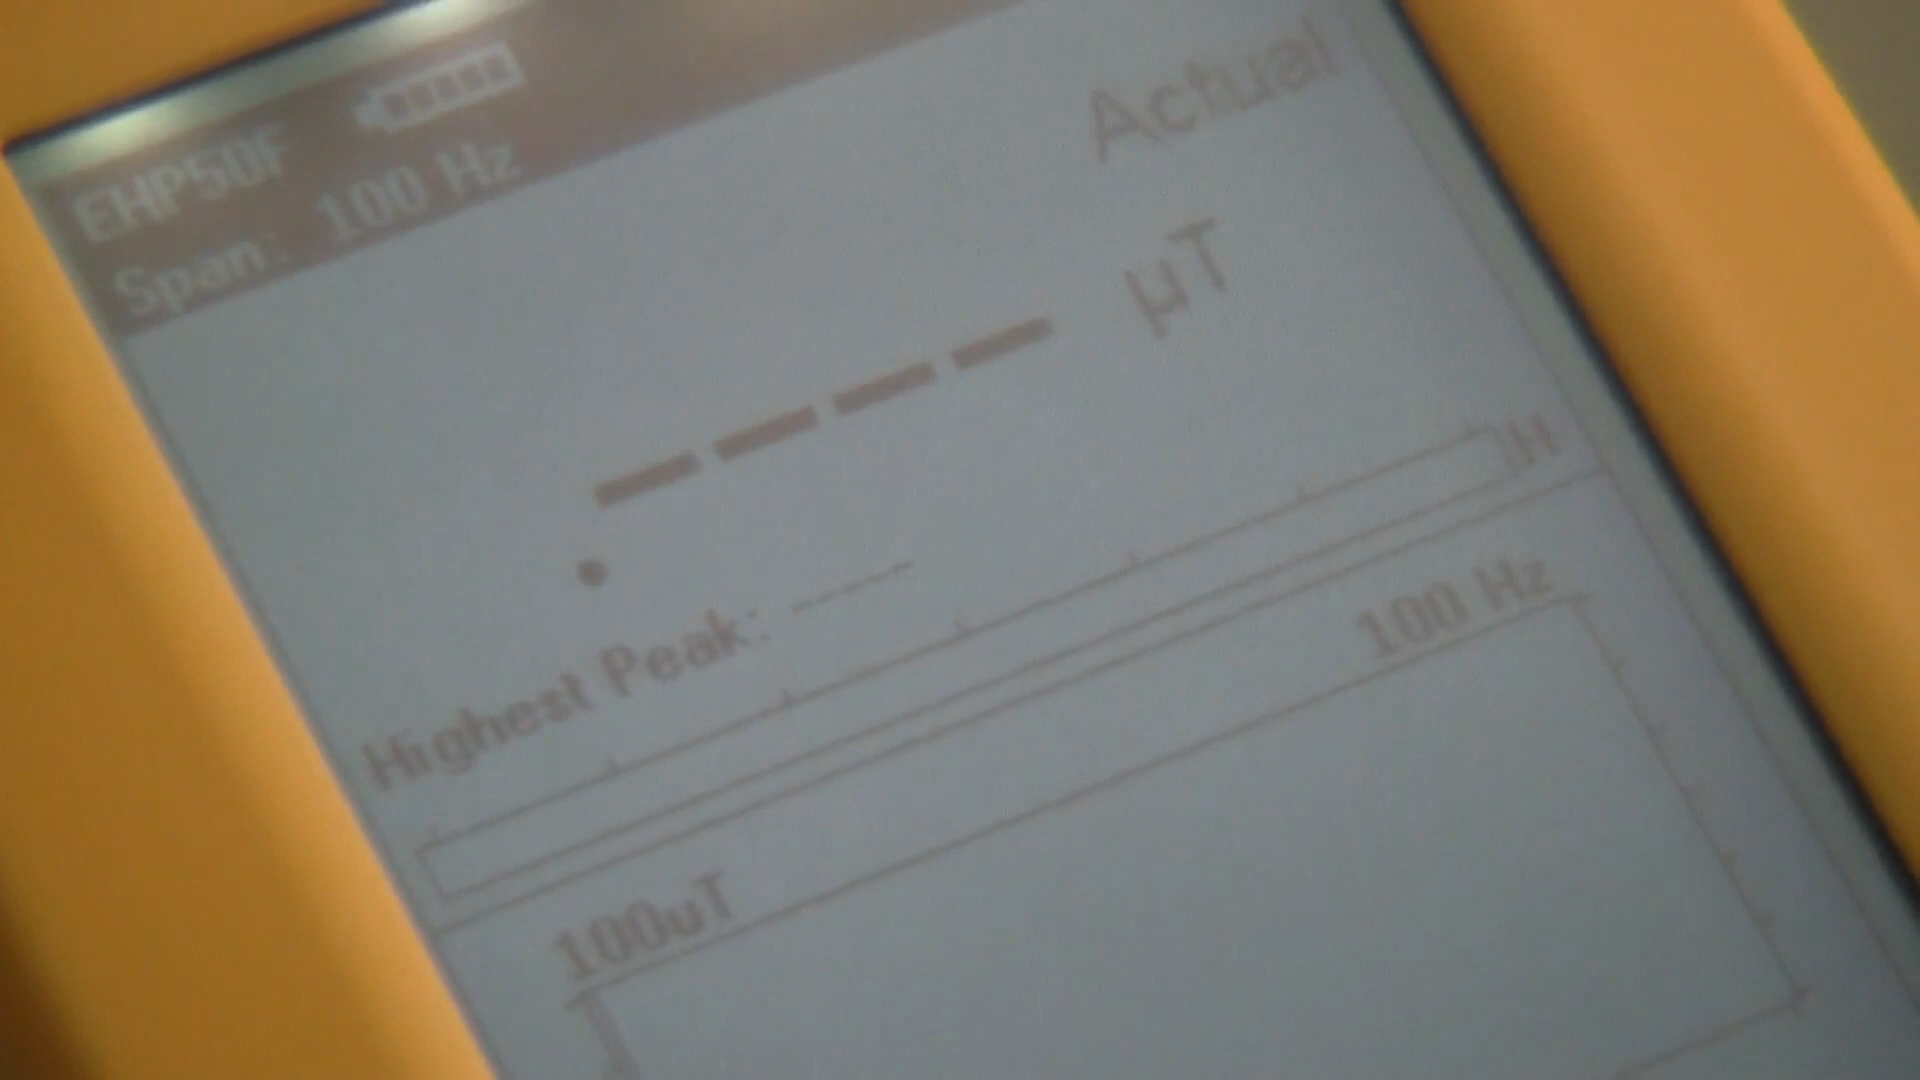 EHP50F
Span: 100 Hz
Actual
. ---- µT
Highest Peak: -----
H
100 Hz
100uT